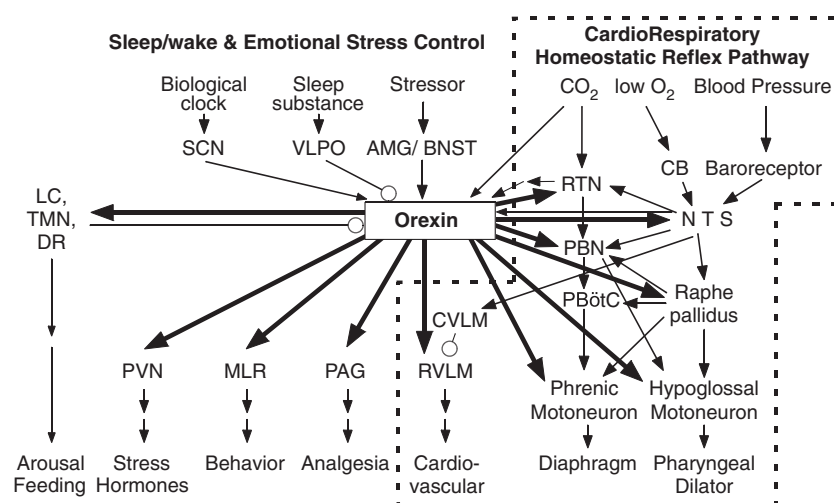 Sleep/wake & Emotional Stress Control
CardioRespiratory
Homeostatic Reflex Pathway
Biological
clock
Sleep
substance
Stressor
CO2
low O2
Blood Pressure
SCN
VLPO
AMG/ BNST
CB
Baroreceptor
LC,
TMN,
DR
Orexin
RTN
N T S
PBN
PBötC
Raphe
pallidus
CVLM
PVN
MLR
PAG
RVLM
Phrenic
Motoneuron
Hypoglossal
Motoneuron
Arousal
Feeding
Stress
Hormones
Behavior
Analgesia
Cardio-
vascular
Diaphragm
Pharyngeal
Dilator